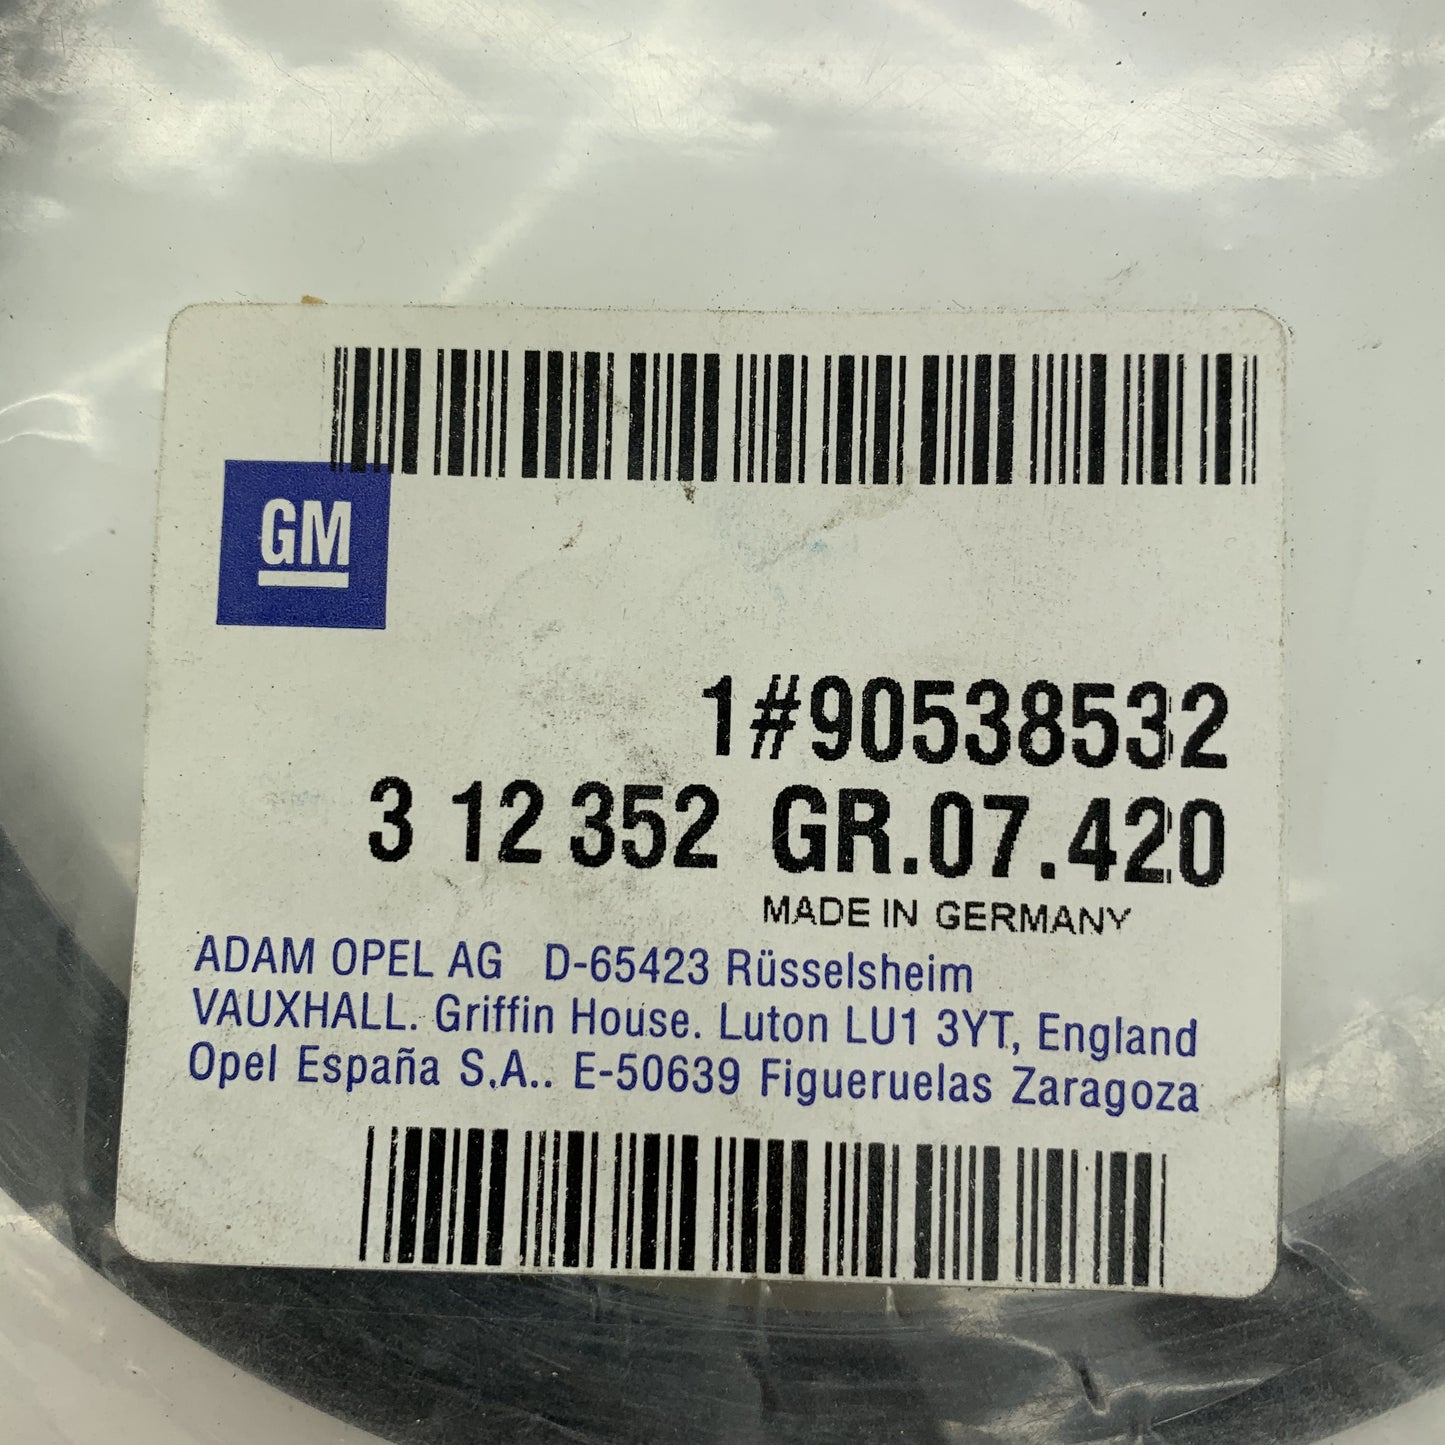 GM
1#90538532
3 12 352 GR.07.420
MADE IN GERMANY
ADAM OPEL AG D-65423 Rüsselsheim
VAUXHALL. Griffin House. Luton LU1 3YT, England
Opel España S.A.. E-50639 Figueruelas Zaragoza